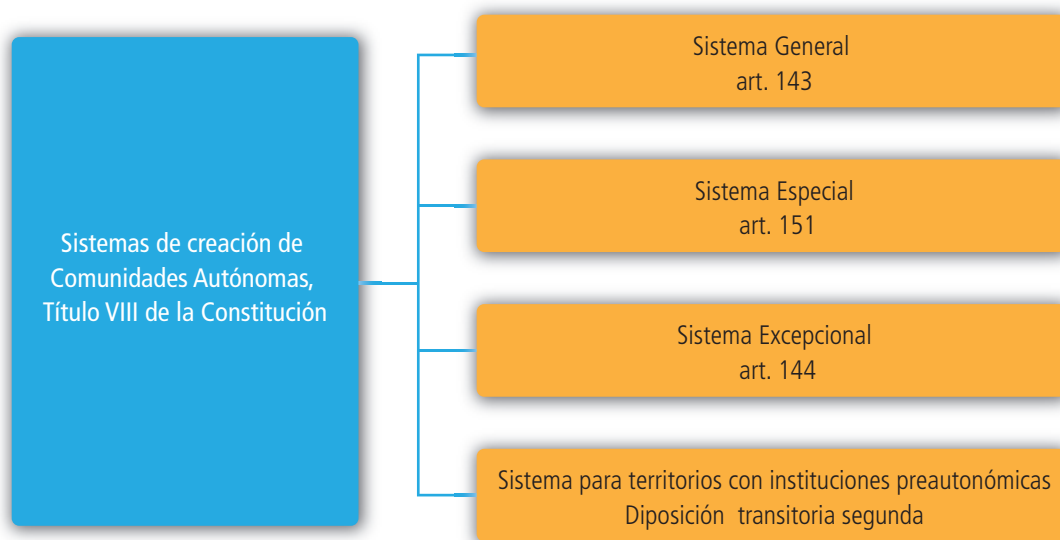 Sistemas de creación de
Comunidades Autónomas,
Título VIII de la Constitución
Sistema General
art. 143
Sistema Especial
art. 151
Sistema Excepcional
art. 144
Sistema para territorios con instituciones preautonómicas
Diposición transitoria segunda